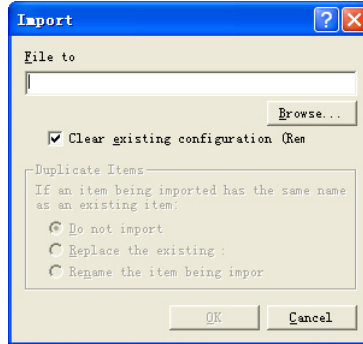 Import
File to
Browse...
Clear existing configuration (Rem
Duplicate Items
If an item being imported has the same name
as an existing item:
Do not import
Replace the existing :
Rename the item being impor
OK
Cancel